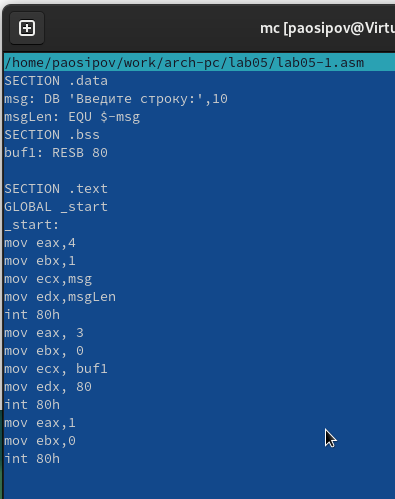 mc [paosipov@Virtu
/home/paosipov/work/arch-pc/lab05/lab05-1.asm
SECTION .data
msg: DB 'Введите строку:',10
msgLen: EQU $-msg
SECTION .bss
buf1: RESB 80
SECTION .text
GLOBAL _start
_start:
mov eax,4
mov ebx,1
mov ecx,msg
mov edx,msgLen
int 80h
mov eax, 3
mov ebx, 0
mov ecx, buf1
mov edx, 80
int 80h
mov eax,1
mov ebx,0
int 80h